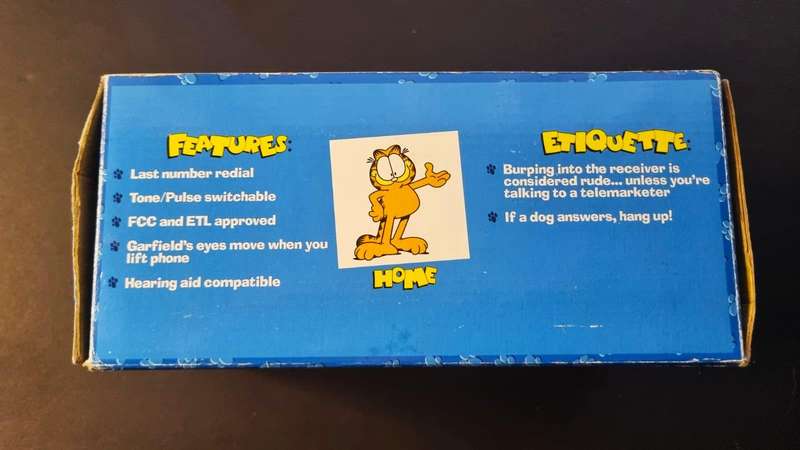 FEATURES:
Last number redial
Tone/Pulse switchable
FCC and ETL approved
Garfield's eyes move when you
lift phone
Hearing aid compatible
HOME
ETIQUETTE:
Burping into the receiver is
considered rude... unless you're
talking to a telemarketer
If a dog answers, hang up!